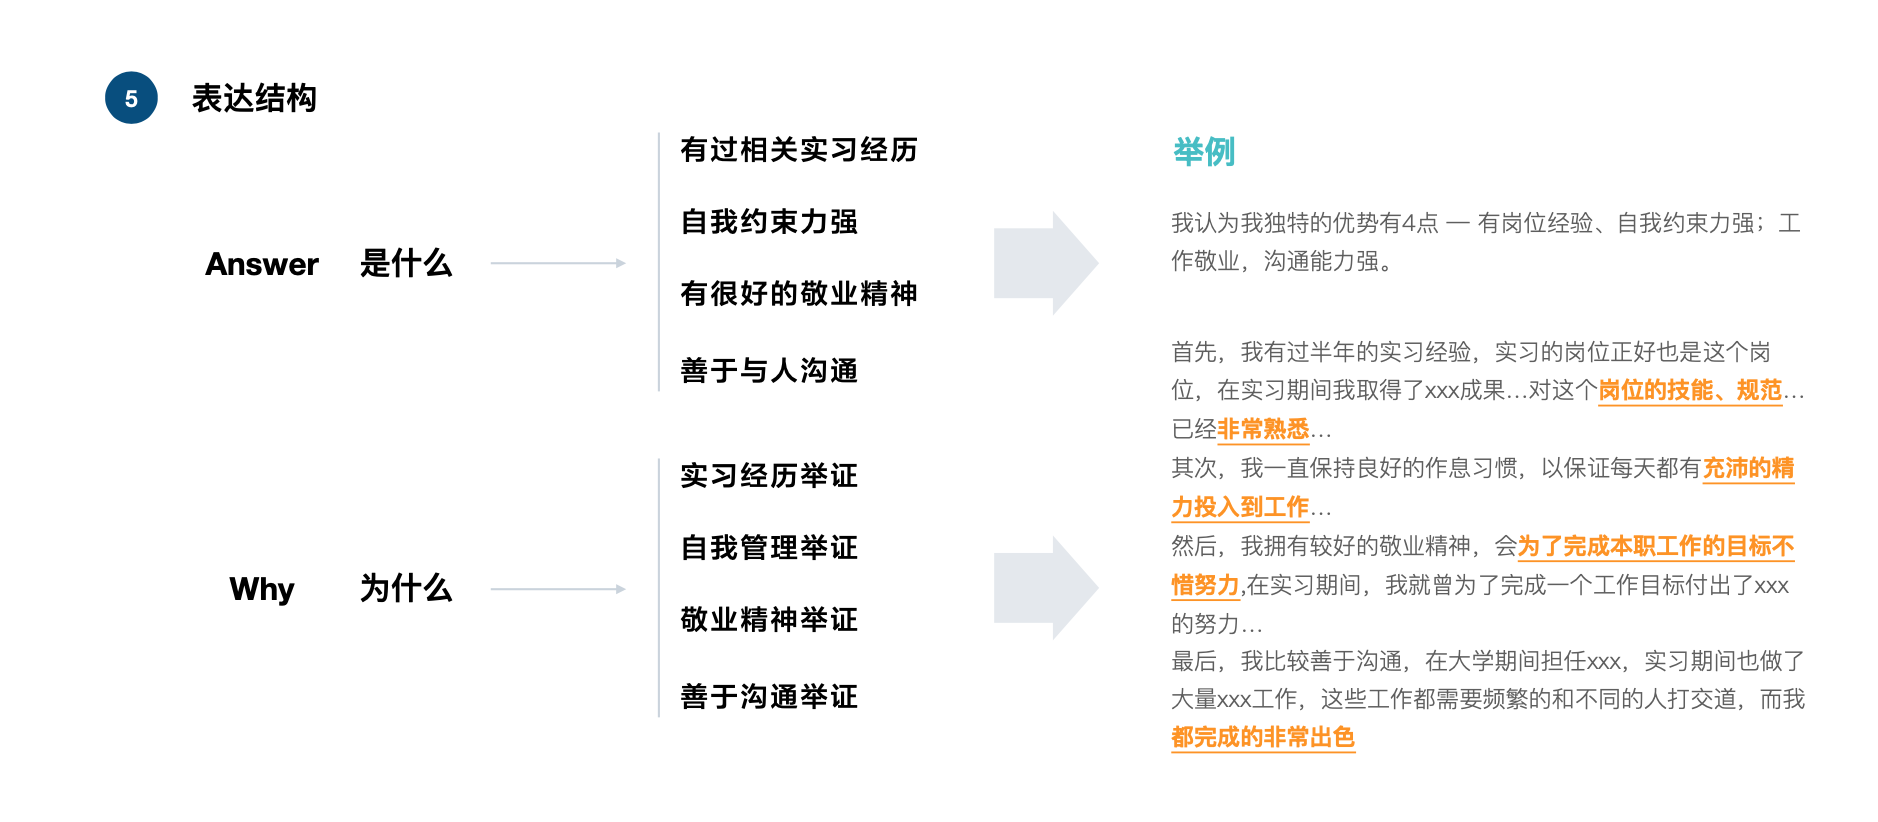 5
表达结构
Answer
是什么
有过相关实习经历
自我约束力强
有很好的敬业精神
善于与人沟通
Why
为什么
实习经历举证
自我管理举证
敬业精神举证
善于沟通举证
举例
我认为我独特的优势有4点 — 有岗位经验、自我约束力强；工
作敬业，沟通能力强。
首先，我有过半年的实习经验，实习的岗位正好也是这个岗
位，在实习期间我取得了xxx成果…对这个岗位的技能、规范…
已经非常熟悉…
其次，我一直保持良好的作息习惯，以保证每天都有充沛的精
力投入到工作…
然后，我拥有较好的敬业精神，会为了完成本职工作的目标不
惜努力,在实习期间，我就曾为了完成一个工作目标付出了xxx
的努力…
最后，我比较善于沟通，在大学期间担任xxx，实习期间也做了
大量xxx工作，这些工作都需要频繁的和不同的人打交道，而我
都完成的非常出色